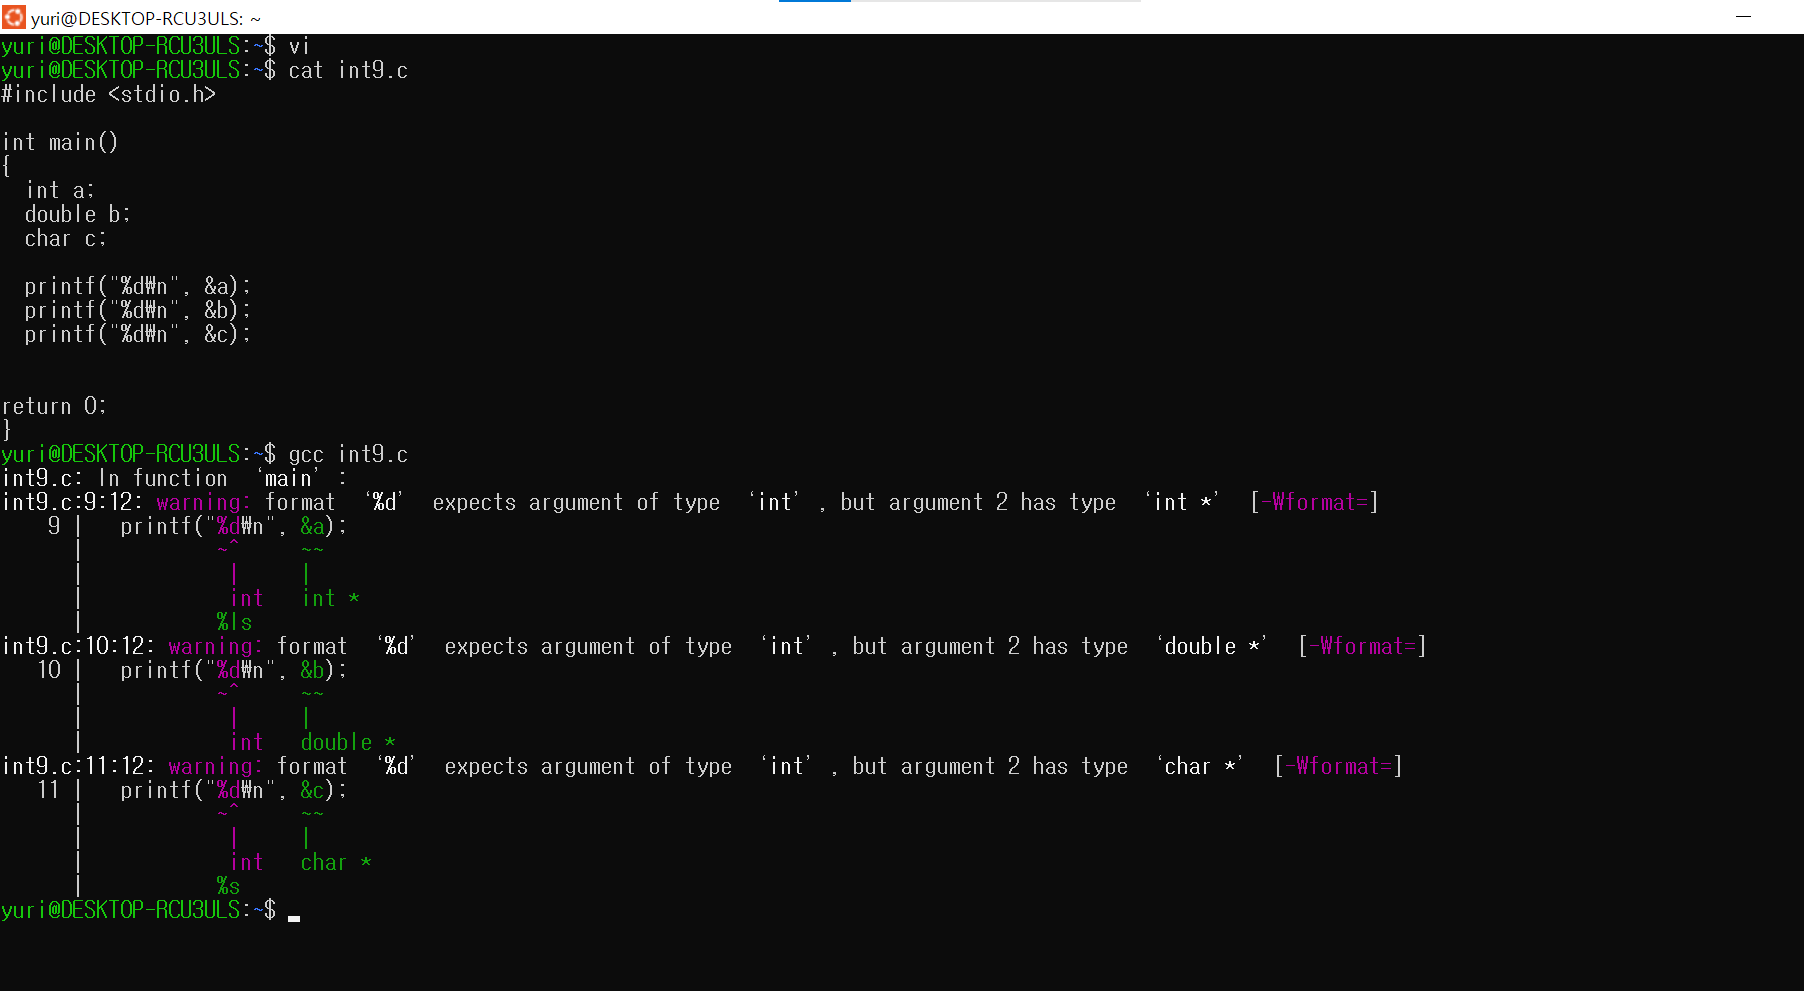 yuri@DESKTOP-RCU3ULS: ~
yuri@DESKTOP-RCU3ULS:~$ vi
yuri@DESKTOP-RCU3ULS:~$ cat int9.c
#include <stdio.h>
int main()
{
  int a;
  double b;
  char c;
  printf("%d₩n", &a);
  printf("%d₩n", &b);
  printf("%d₩n", &c);
return 0;
}
yuri@DESKTOP-RCU3ULS:~$ gcc int9.c
int9.c: In function ‘main’ :
int9.c:9:12: warning: format ‘%d’ expects argument of type ‘int’ , but argument 2 has type ‘int *’ [-Wformat=]
    9 |   printf("%d₩n", &a);
      |           ~^     ~~
      |            |     |
      |            int   int *
      |           %ls
int9.c:10:12: warning: format ‘%d’ expects argument of type ‘int’ , but argument 2 has type ‘double *’ [-Wformat=]
   10 |   printf("%d₩n", &b);
      |           ~^     ~~
      |            |     |
      |            int   double *
int9.c:11:12: warning: format ‘%d’ expects argument of type ‘int’ , but argument 2 has type ‘char *’ [-Wformat=]
   11 |   printf("%d₩n", &c);
      |           ~^     ~~
      |            |     |
      |            int   char *
      |           %s
yuri@DESKTOP-RCU3ULS:~$